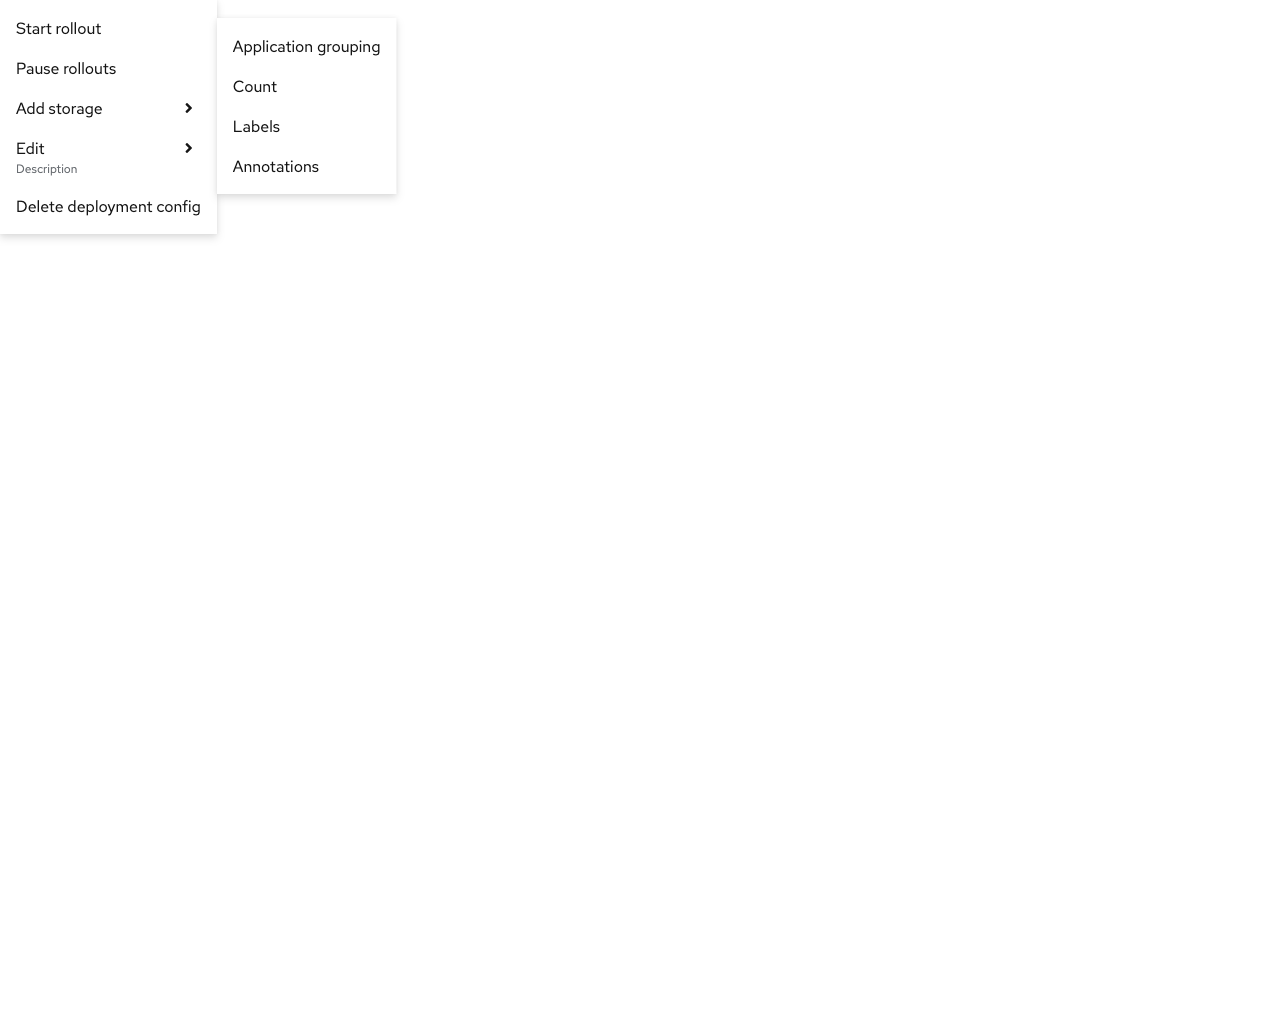 Start rollout
Pause rollouts
Add storage
Edit
Description
Delete deployment config
Application grouping
Count
Labels
Annotations